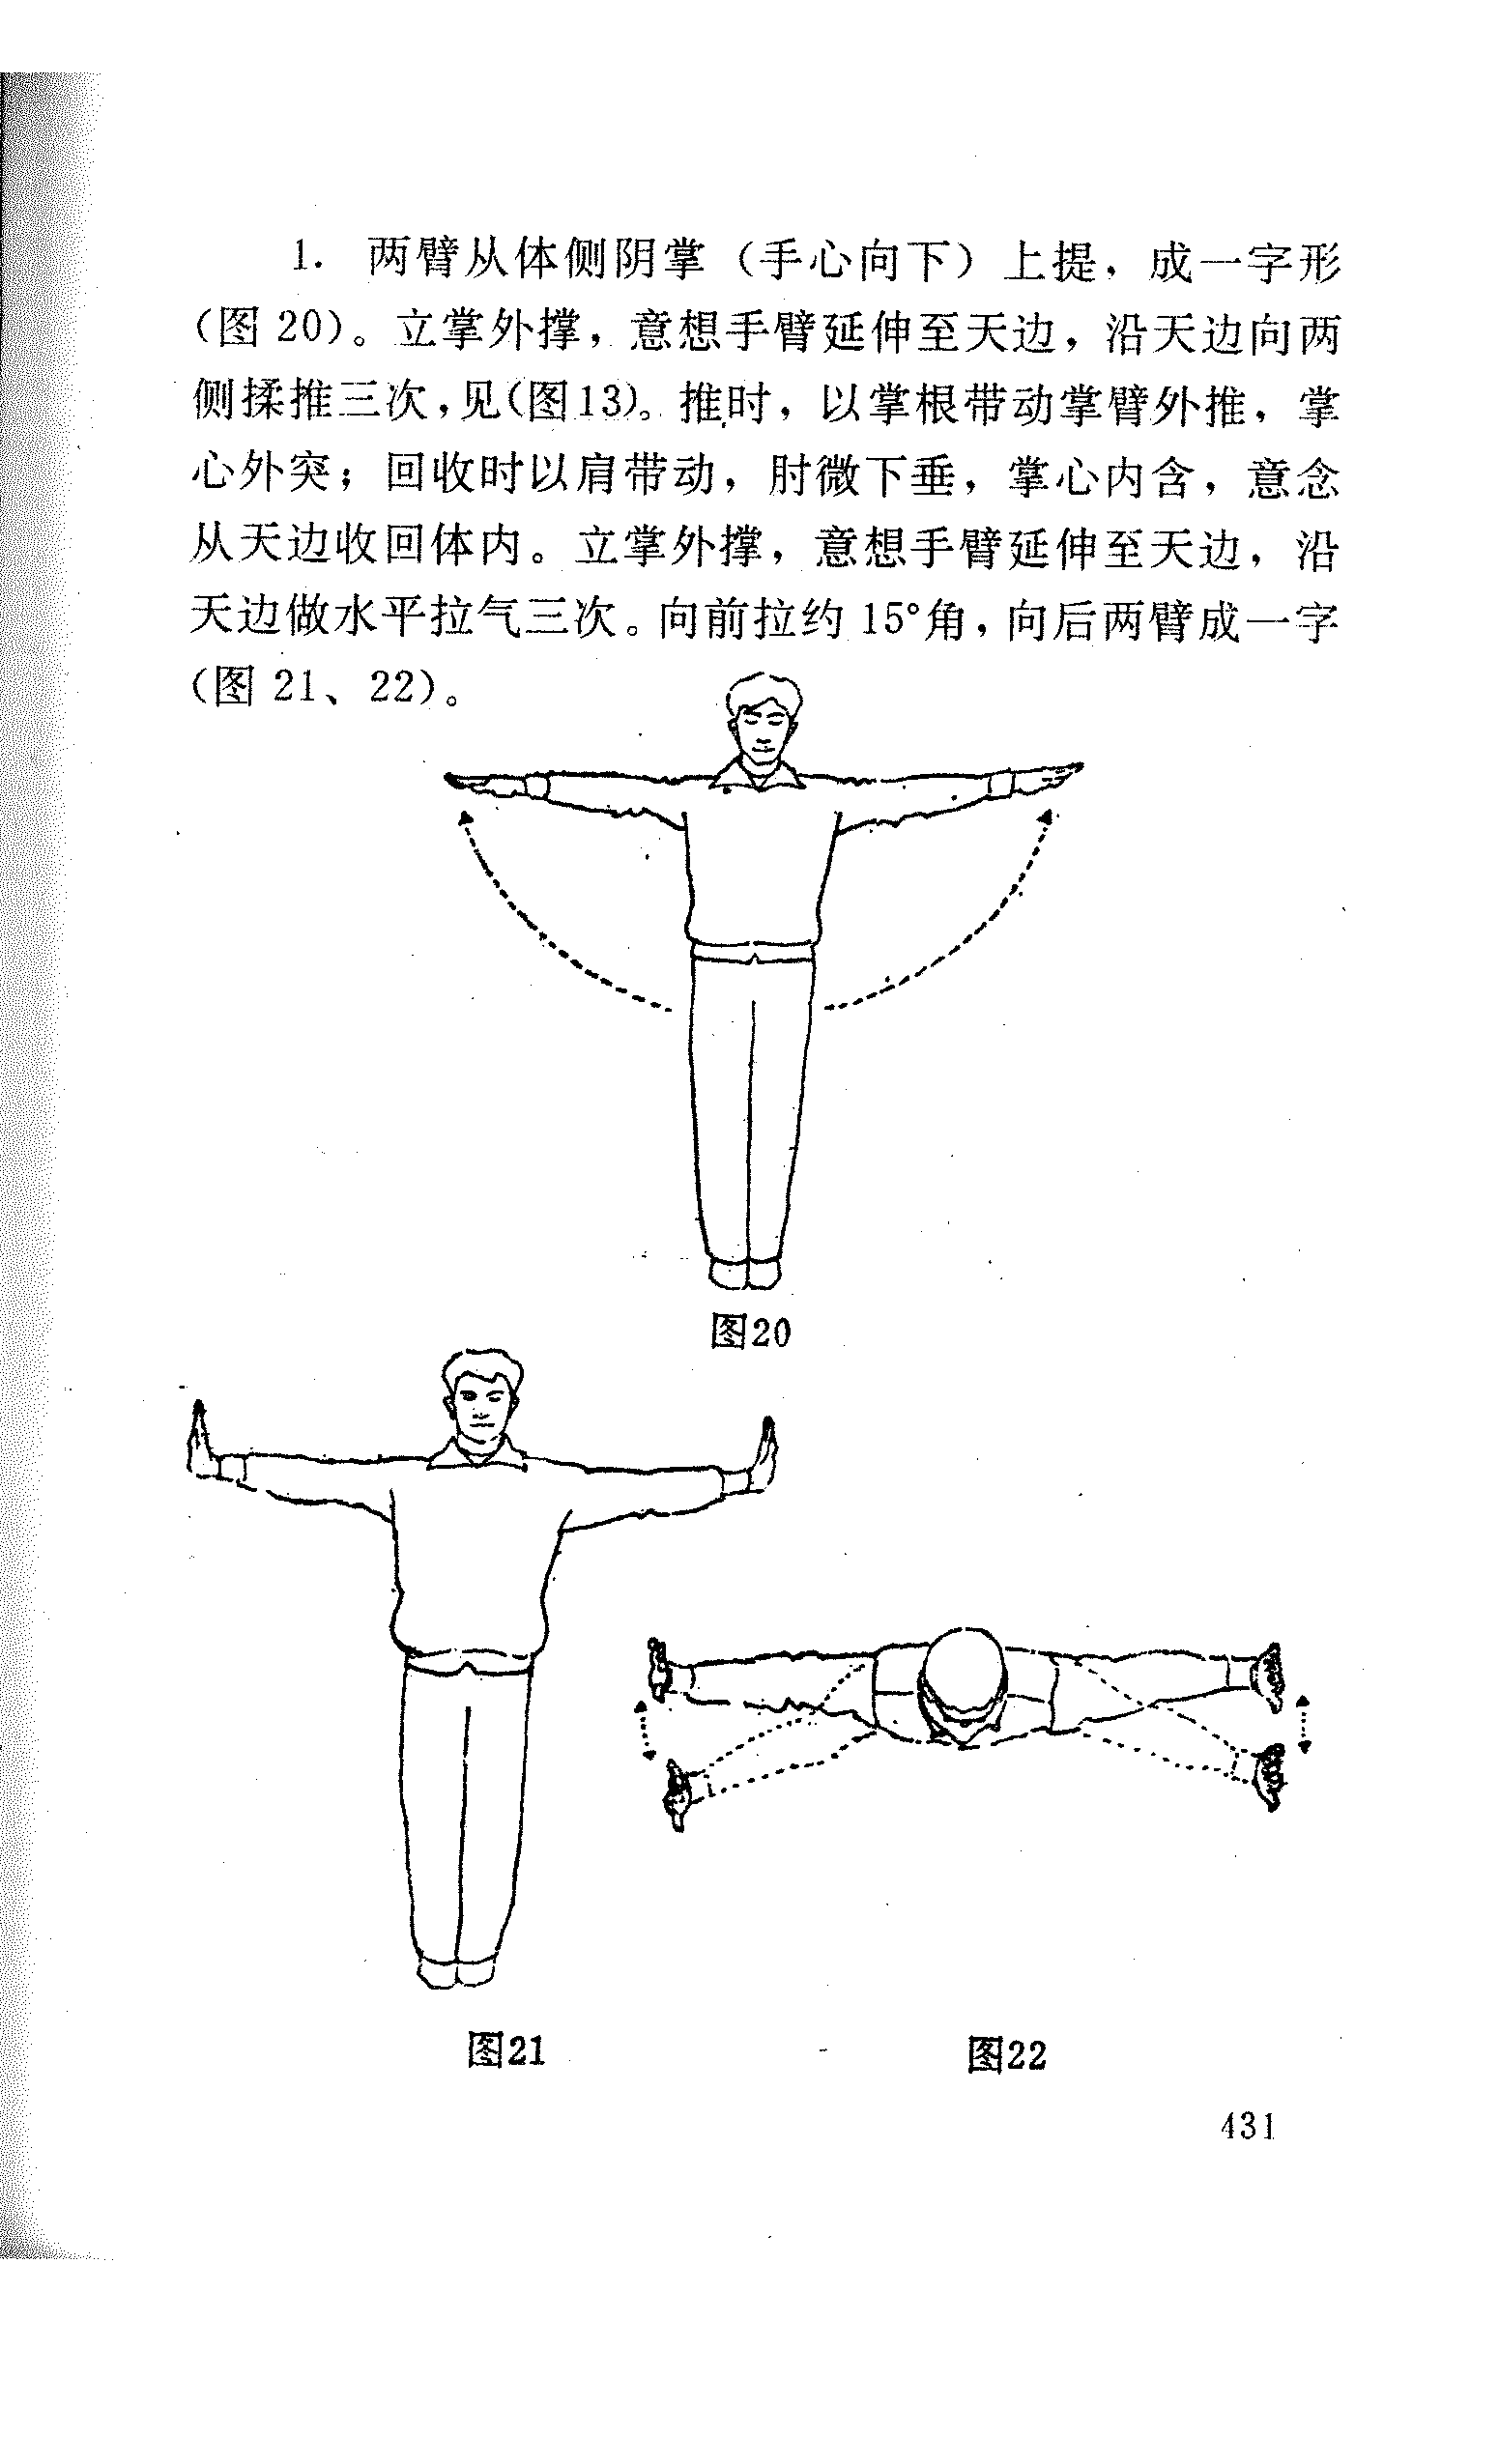 1. 两臂从体侧阴掌（手心向下）上提，成一字形
（图 20）。立掌外撑，意想手臂延伸至天边，沿天边向两
侧揉推三次，见（图13）。推时，以掌根带动掌臂外推，掌
心外突；回收时以肩带动，肘微下垂，掌心内含，意念
从天边收回体内。立掌外撑，意想手臂延伸至天边，沿
天边做水平拉气三次。向前拉约 15°角，向后两臂成一字
（图 21、22）。
图20
图21
图22
431